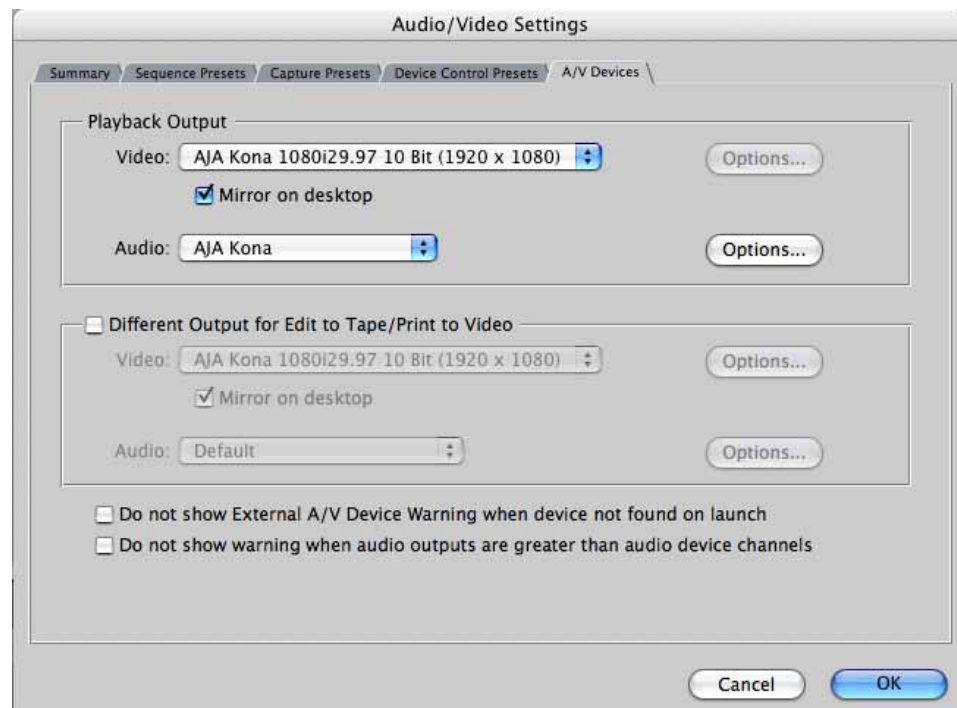 Audio/Video Settings
Summary Sequence Presets Capture Presets Device Control Presets A/V Devices
Playback Output
Video: AJA Kona 1080i29.97 10 Bit (1920 x 1080) Options...
Mirror on desktop
Audio: AJA Kona Options...
Different Output for Edit to Tape/Print to Video
Video: AJA Kona 1080i29.97 10 Bit (1920 x 1080) Options...
Mirror on desktop
Audio: Default Options...
Do not show External A/V Device Warning when device not found on launch
Do not show warning when audio outputs are greater than audio device channels
Cancel OK